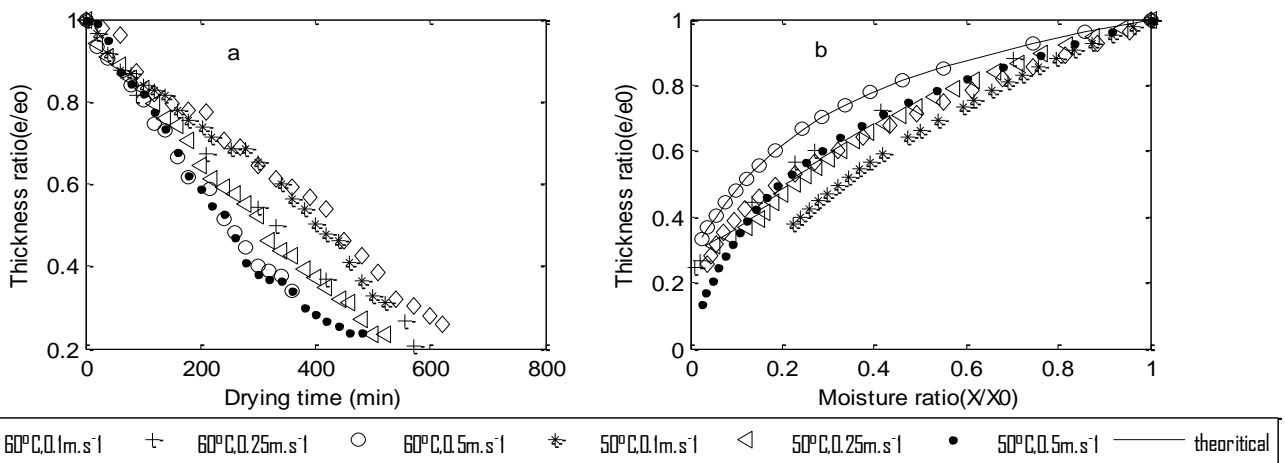 a
b
1
0.8
0.6
0.4
0.2
Thickness ratio(e/eo)
0 200 400 600 800
Drying time (min)
1
0.8
0.6
0.4
0.2
0
Thickness ratio(e/e0)
0 0.2 0.4 0.6 0.8 1
Moisture ratio(X/X0)
60°C,0.1m.s-1 60°C,0.25m.s-1 60°C,0.5m.s-1 50°C,0.1m.s-1 50°C,0.25m.s-1 50°C,0.5m.s-1 theoritical